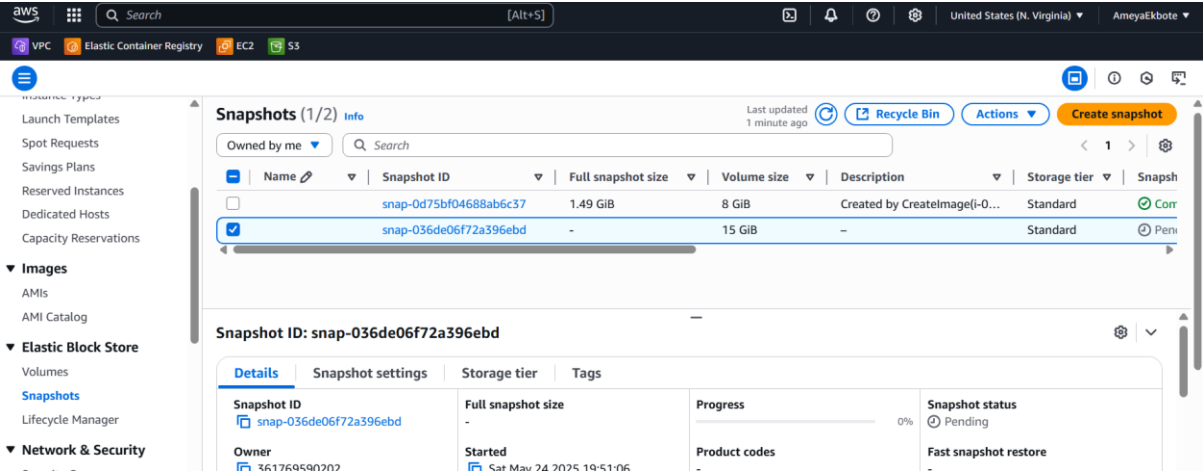 aws
Search [Alt+S]
United States (N. Virginia) AmeyaEkbote
VPC Elastic Container Registry EC2 S3
Launch Templates
Spot Requests
Savings Plans
Reserved Instances
Dedicated Hosts
Capacity Reservations
Images
AMIs
AMI Catalog
Elastic Block Store
Volumes
Snapshots
Lifecycle Manager
Network & Security
Snapshots (1/2) Info
Last updated
1 minute ago
Recycle Bin Actions Create snapshot
Owned by me Search 1
Name Snapshot ID Full snapshot size Volume size Description Storage tier Snapsh
snap-0d75bf04688ab6c37 1.49 GiB 8 GiB Created by CreateImage(i-0... Standard Com
snap-036de06f72a396ebd - 15 GiB – Standard Pen
Snapshot ID: snap-036de06f72a396ebd
Details Snapshot settings Storage tier Tags
Snapshot ID Full snapshot size Progress Snapshot status
snap-036de06f72a396ebd - 0% Pending
Owner Started Product codes Fast snapshot restore
361769590202 Sat May 24 2025 19:51:06 - -